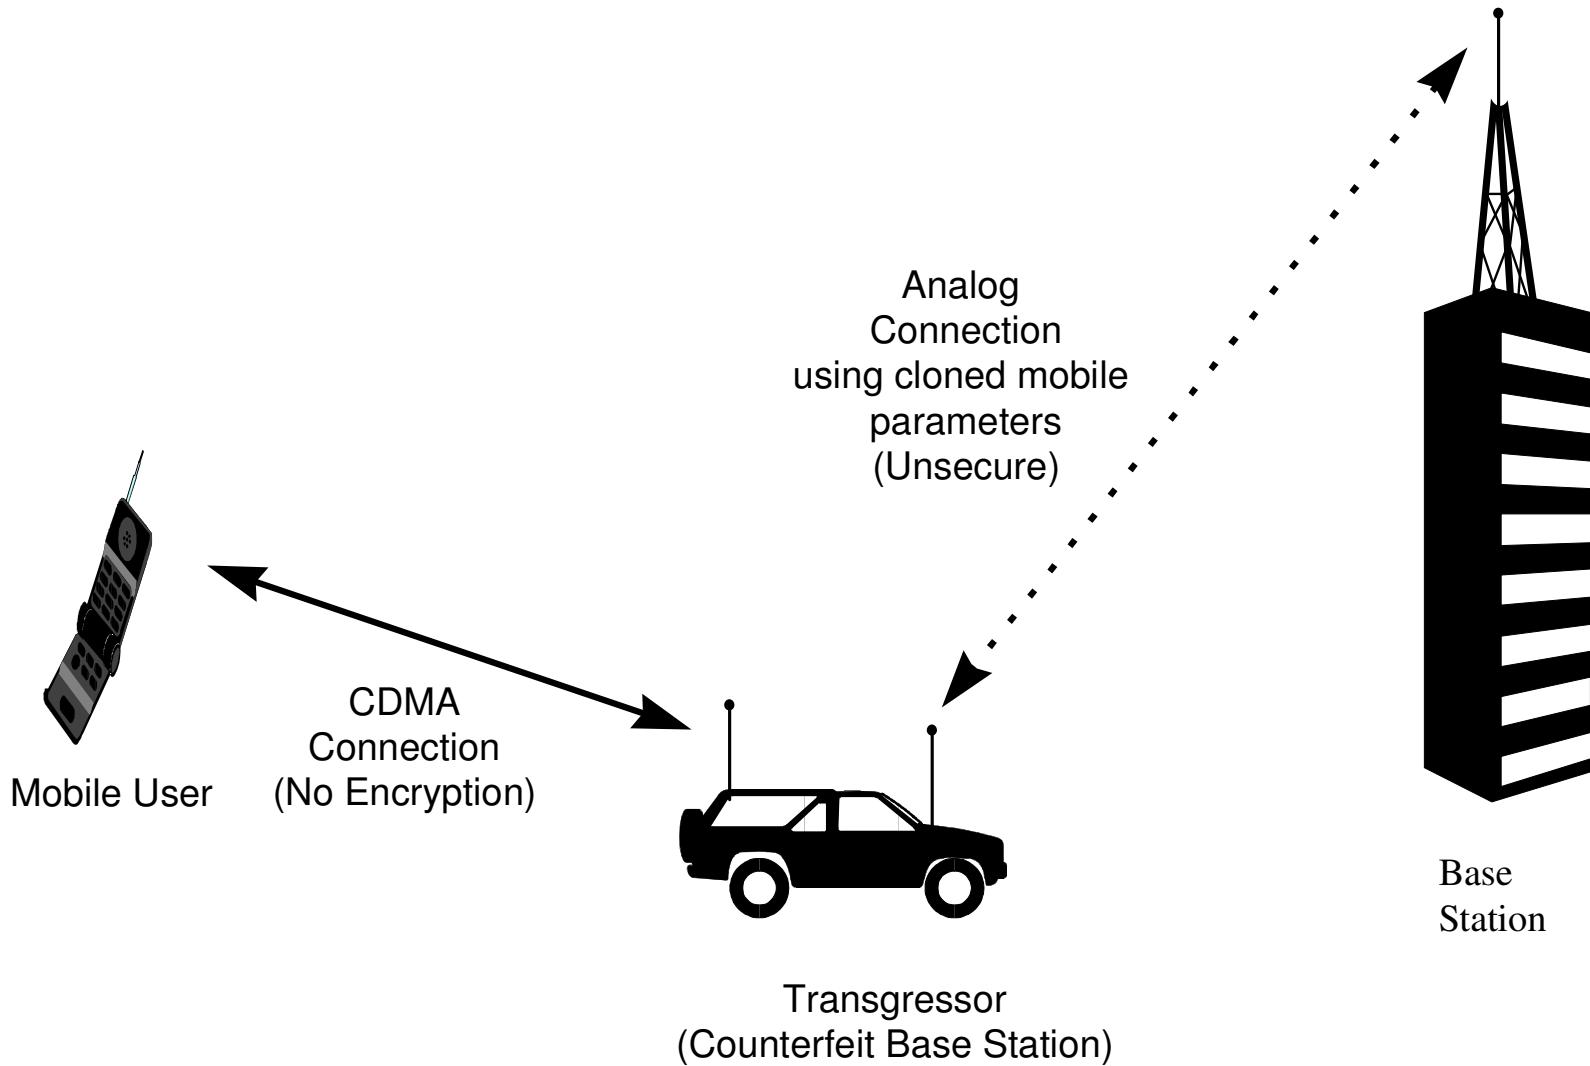 Analog
Connection
using cloned mobile
parameters
(Unsecure)
CDMA
Connection
(No Encryption)
Mobile User
Base
Station
Transgressor
(Counterfeit Base Station)